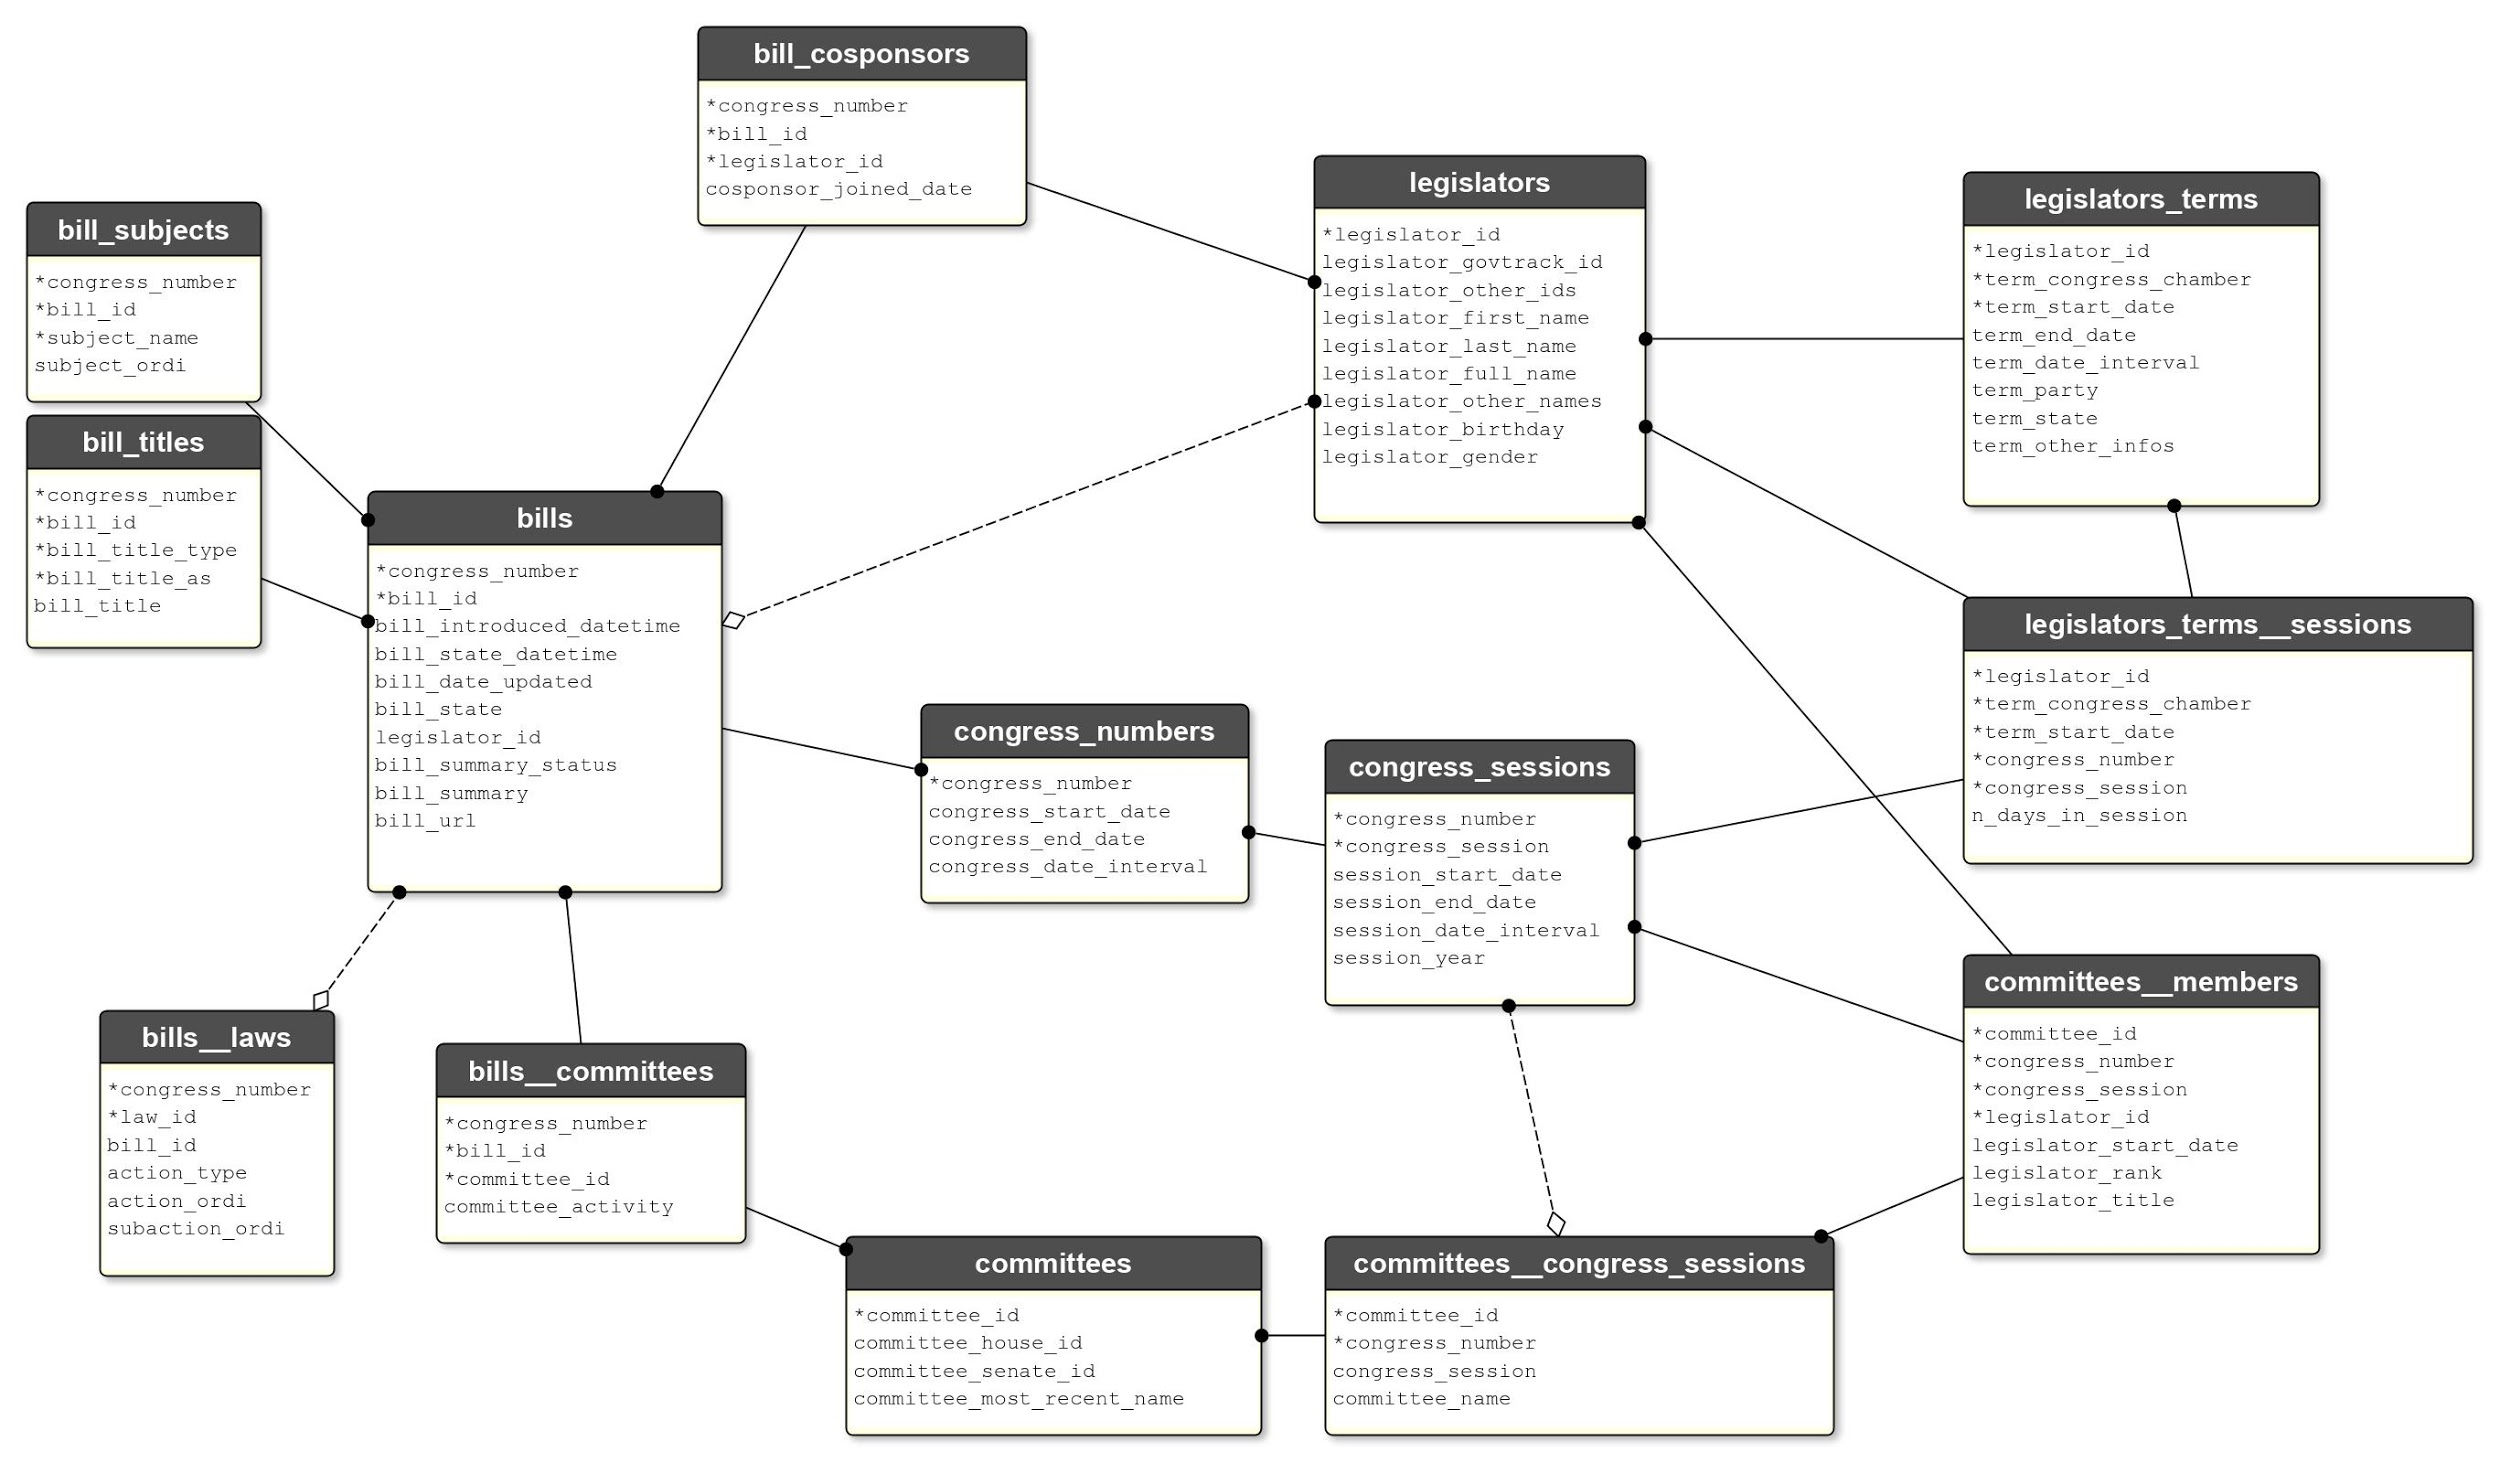 bill_cosponsors
*congress_number
*bill_id
*legislator_id
cosponsor_joined_date
legislators
*legislator_id
legislator_govtrack_id
legislator_other_ids
legislator_first_name
legislator_last_name
legislator_full_name
legislator_other_names
legislator_birthday
legislator_gender
legislators_terms
*legislator_id
*term_congress_chamber
*term_start_date
term_end_date
term_date_interval
term_party
term_state
term_other_infos
bill_subjects
*congress_number
*bill_id
*subject_name
subject_ordi
bill_titles
*congress_number
*bill_id
*bill_title_type
*bill_title_as
bill_title
bills
*congress_number
*bill_id
bill_introduced_datetime
bill_state_datetime
bill_date_updated
bill_state
legislator_id
bill_summary_status
bill_summary
bill_url
legislators_terms__sessions
*legislator_id
*term_congress_chamber
*term_start_date
*congress_number
*congress_session
n_days_in_session
congress_numbers
*congress_number
congress_start_date
congress_end_date
congress_date_interval
congress_sessions
*congress_number
*congress_session
session_start_date
session_end_date
session_date_interval
session_year
committees__members
*committee_id
*congress_number
*congress_session
*legislator_id
legislator_start_date
legislator_rank
legislator_title
bills__laws
*congress_number
*law_id
bill_id
action_type
action_ordi
subaction_ordi
bills__committees
*congress_number
*bill_id
*committee_id
committee_activity
committees
*committee_id
committee_house_id
committee_senate_id
committee_most_recent_name
committees__congress_sessions
*committee_id
*congress_number
congress_session
committee_name